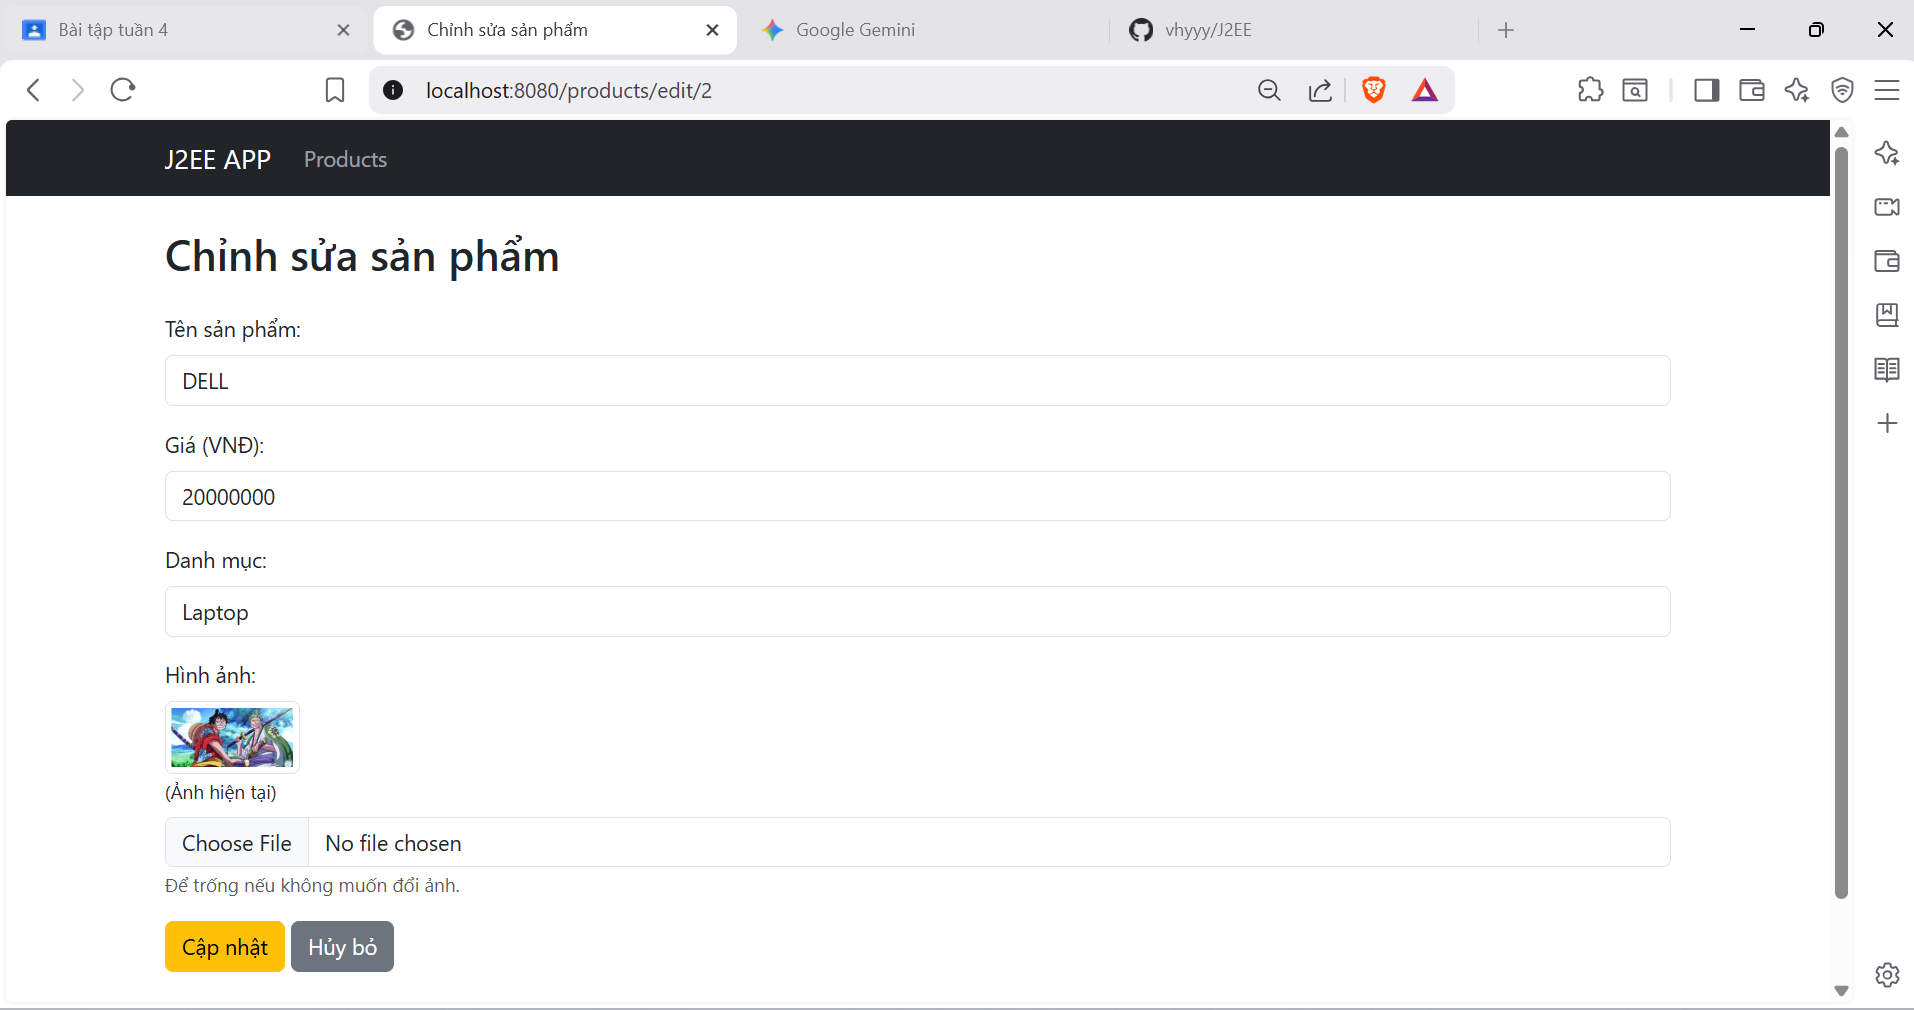 Bài tập tuần 4
Chỉnh sửa sản phẩm
Google Gemini
vhyyy/J2EE
localhost:8080/products/edit/2
J2EE APP
Products
Chỉnh sửa sản phẩm
Tên sản phẩm:
DELL
Giá (VNĐ):
20000000
Danh mục:
Laptop
Hình ảnh:
(Ảnh hiện tại)
Choose File
No file chosen
Để trống nếu không muốn đổi ảnh.
Cập nhật
Hủy bỏ